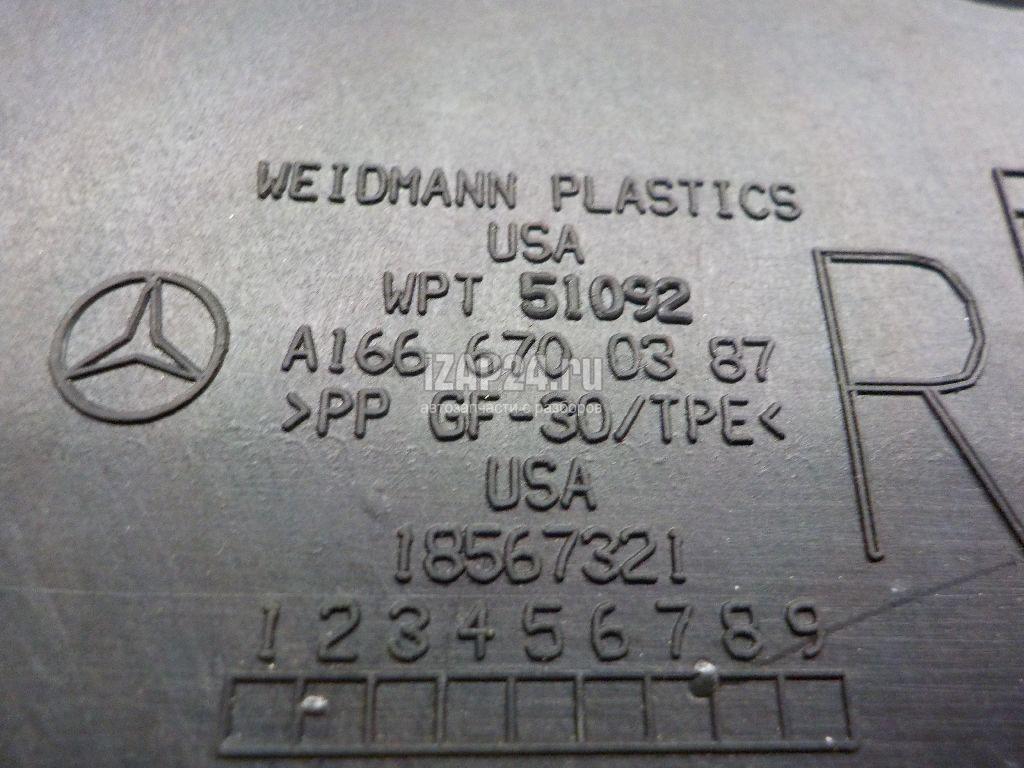 WEIDMANN PLASTICS
USA
WPT 51092
A166 670 03 87
>PP GF-30/TPE<
USA
18567321
1 2 3 4 5 6 7 8 9
R
iZAP24.ru
автозапчасти с разборов